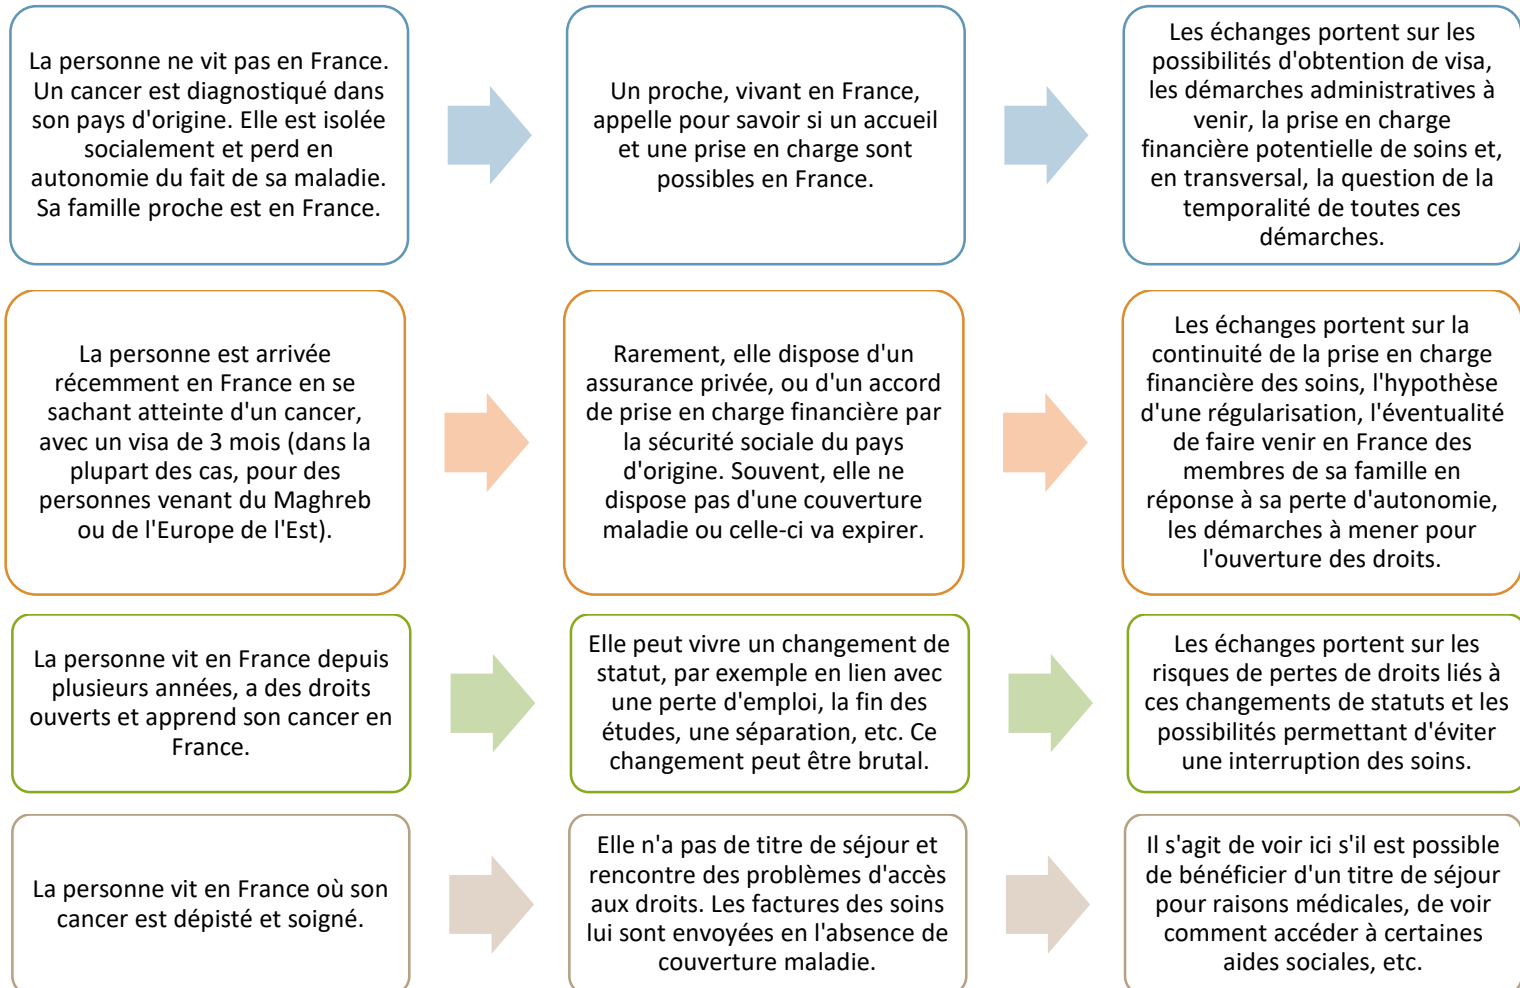 La personne ne vit pas en France.
Un cancer est diagnostiqué dans
son pays d'origine. Elle est isolée
socialement et perd en
autonomie du fait de sa maladie.
Sa famille proche est en France.
Un proche, vivant en France,
appelle pour savoir si un accueil
et une prise en charge sont
possibles en France.
Les échanges portent sur les
possibilités d'obtention de visa,
les démarches administratives à
venir, la prise en charge
financière potentielle de soins et,
en transversal, la question de la
temporalité de toutes ces
démarches.
La personne est arrivée
récemment en France en se
sachant atteinte d'un cancer,
avec un visa de 3 mois (dans la
plupart des cas, pour des
personnes venant du Maghreb
ou de l'Europe de l'Est).
Rarement, elle dispose d'un
assurance privée, ou d'un accord
de prise en charge financière par
la sécurité sociale du pays
d'origine. Souvent, elle ne
dispose pas d'une couverture
maladie ou celle-ci va expirer.
Les échanges portent sur la
continuité de la prise en charge
financière des soins, l'hypothèse
d'une régularisation, l'éventualité
de faire venir en France des
membres de sa famille en
réponse à sa perte d'autonomie,
les démarches à mener pour
l'ouverture des droits.
La personne vit en France depuis
plusieurs années, a des droits
ouverts et apprend son cancer en
France.
Elle peut vivre un changement de
statut, par exemple en lien avec
une perte d'emploi, la fin des
études, une séparation, etc. Ce
changement peut être brutal.
Les échanges portent sur les
risques de pertes de droits liés à
ces changements de statuts et les
possibilités permettant d'éviter
une interruption des soins.
La personne vit en France où son
cancer est dépisté et soigné.
Elle n'a pas de titre de séjour et
rencontre des problèmes d'accès
aux droits. Les factures des soins
lui sont envoyées en l'absence de
couverture maladie.
Il s'agit de voir ici s'il est possible
de bénéficier d'un titre de séjour
pour raisons médicales, de voir
comment accéder à certaines
aides sociales, etc.